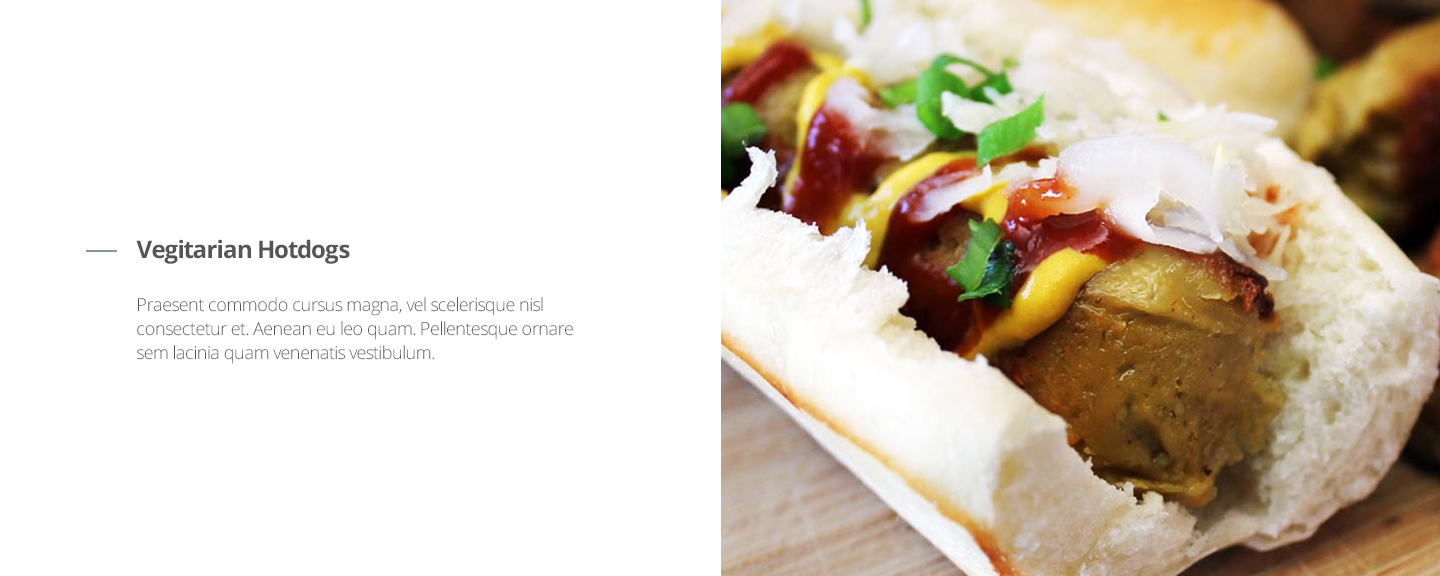 Vegitarian Hotdogs
Praesent commodo cursus magna, vel scelerisque nisl
consectetur et. Aenean eu leo quam. Pellentesque ornare
sem lacinia quam venenatis vestibulum.